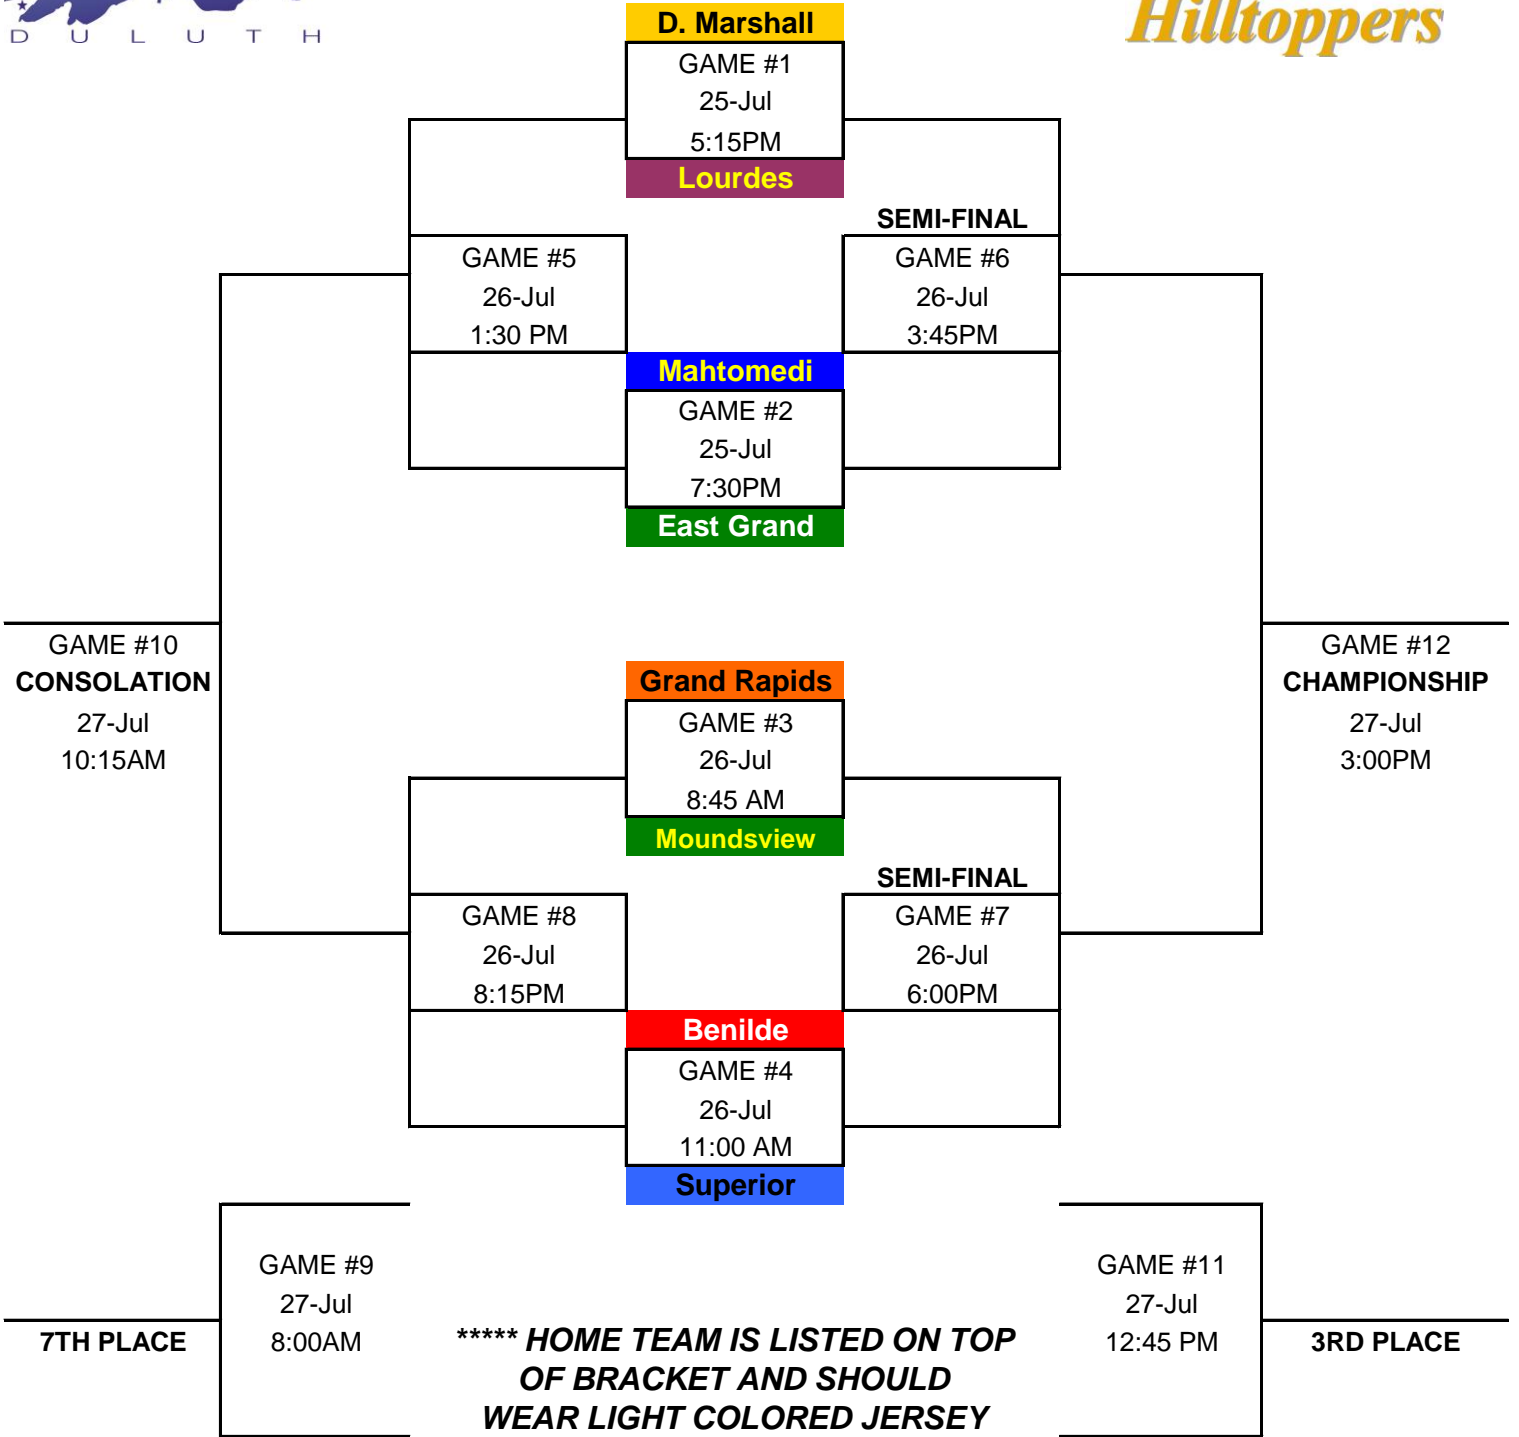 DULUTH
Hilltoppers
D. Marshall
GAME #1
25-Jul
5:15PM
Lourdes
SEMI-FINAL
GAME #5
26-Jul
1:30 PM
GAME #6
26-Jul
3:45PM
Mahtomedi
GAME #2
25-Jul
7:30PM
East Grand
GAME #10
CONSOLATION
27-Jul
10:15AM
GAME #12
CHAMPIONSHIP
27-Jul
3:00PM
Grand Rapids
GAME #3
26-Jul
8:45 AM
Moundsview
SEMI-FINAL
GAME #8
26-Jul
8:15PM
GAME #7
26-Jul
6:00PM
Benilde
GAME #4
26-Jul
11:00 AM
Superior
GAME #9
27-Jul
8:00AM
7TH PLACE
GAME #11
27-Jul
12:45 PM
3RD PLACE
***** HOME TEAM IS LISTED ON TOP
OF BRACKET AND SHOULD
WEAR LIGHT COLORED JERSEY